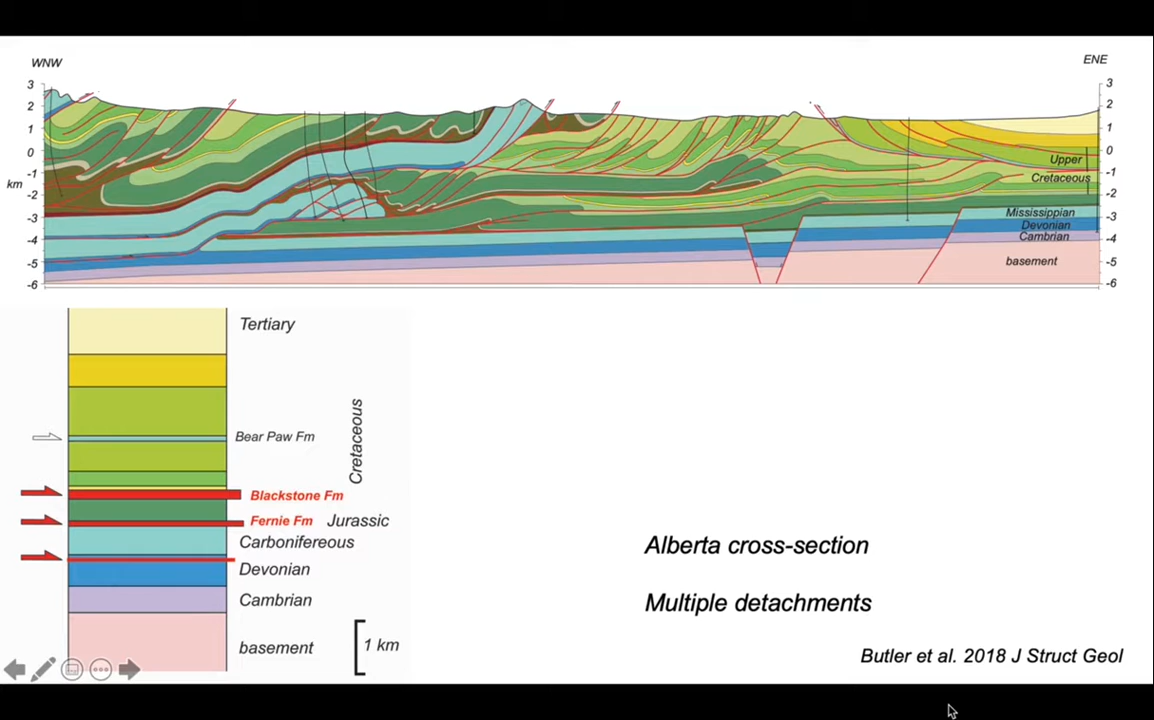 WNW
ENE
3
2
1
0
-1
-2
-3
-4
-5
-6
km
3
2
1
0
-1
-2
-3
-4
-5
-6
Upper
Cretaceous
Mississippian
Devonian
Cambrian
basement
Tertiary
Cretaceous
Bear Paw Fm
Blackstone Fm
Fernie Fm Jurassic
Carbonifereous
Devonian
Cambrian
basement
1 km
Alberta cross-section
Multiple detachments
Butler et al. 2018 J Struct Geol